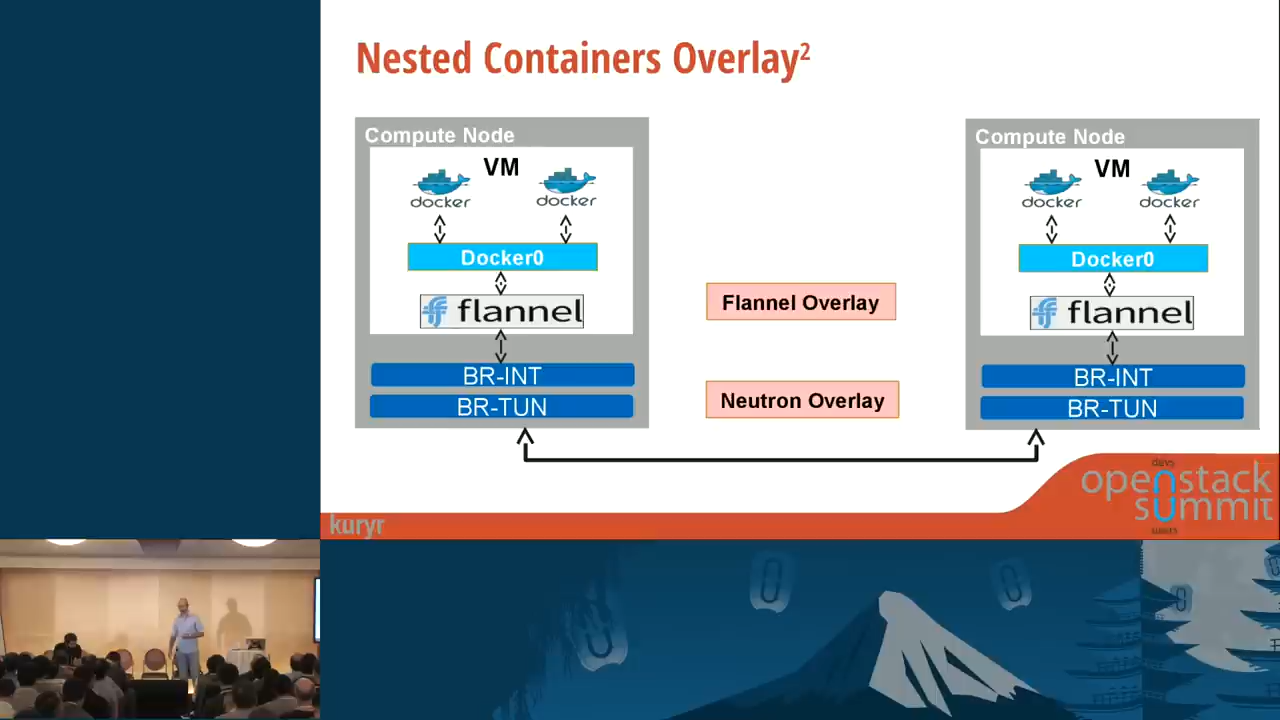 Nested Containers Overlay²
Compute Node
VM
docker
docker
Docker0
flannel
BR-INT
BR-TUN
Flannel Overlay
Neutron Overlay
Compute Node
VM
docker
docker
Docker0
flannel
BR-INT
BR-TUN
kuryr
devs
openstack
summit